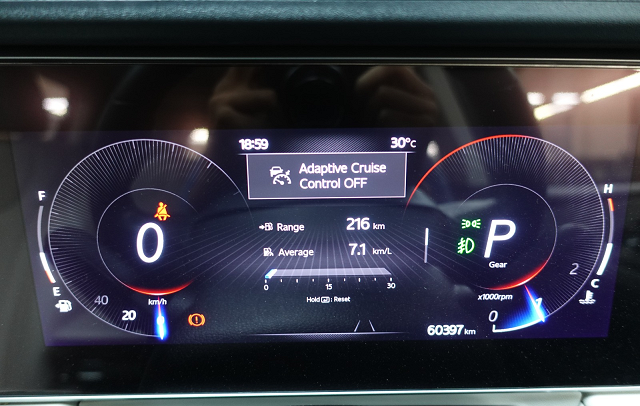 18:59 30°C
Adaptive Cruise
Control OFF
F
H
Range 216 km
0
P
Average 7.1 km/L
Gear
E
C
0 15 30
40
km/h
x1000rpm
2
1
Hold : Reset
20
0
60397 km